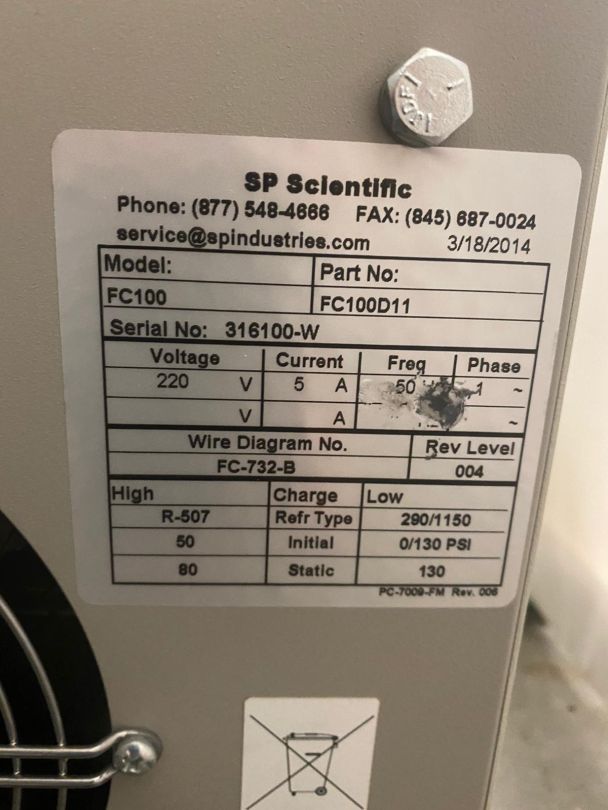 SP Scientific
Phone: (877) 548-4666 FAX: (845) 687-0024
service@spindustries.com 3/18/2014
Model: Part No:
FC100 FC100D11
Serial No: 316100-W
Voltage Current Freq Phase
220 V 5 A 50 1 ~
V A ~
Wire Diagram No. Rev Level
FC-732-B 004
High Charge Low
R-507 Refr Type 290/1150
50 Initial 0/130 PSI
80 Static 130
PC-7009-FM Rev. 006